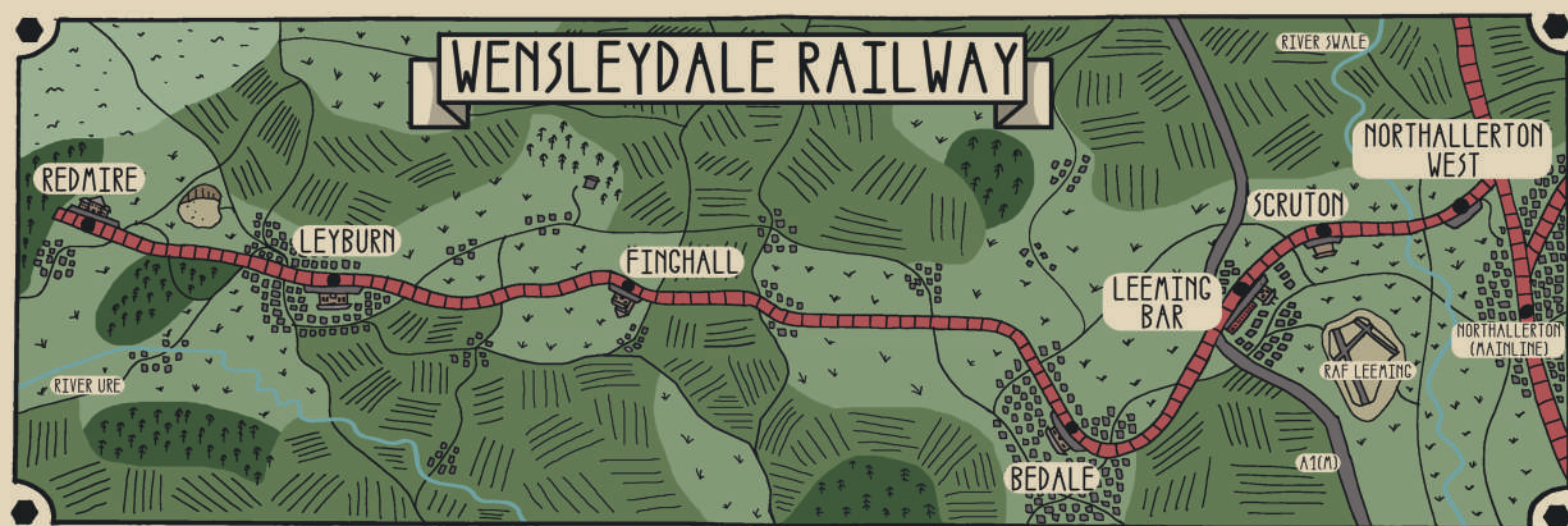 WENSLEYDALE RAILWAY
RIVER SWALE
NORTHALLERTON
WEST
REDMIRE
SCRUTON
LEYBURN
FINGHALL
LEEMING
BAR
NORTHALLERTON
(MAINLINE)
RAF LEEMING
RIVER URE
BEDALE
A1(M)